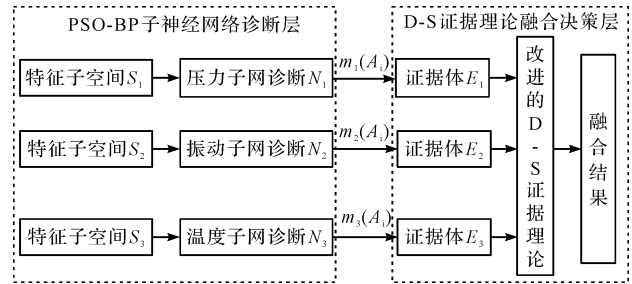 PSO-BP子神经网络诊断层
D-S证据理论融合决策层
特征子空间S₁
压力子网诊断N₁
m₁(Aᵢ)
证据体E₁
特征子空间S₂
振动子网诊断N₂
m₂(Aᵢ)
证据体E₂
特征子空间S₃
温度子网诊断N₃
m₃(Aᵢ)
证据体E₃
改进的D-S证据理论
融合结果